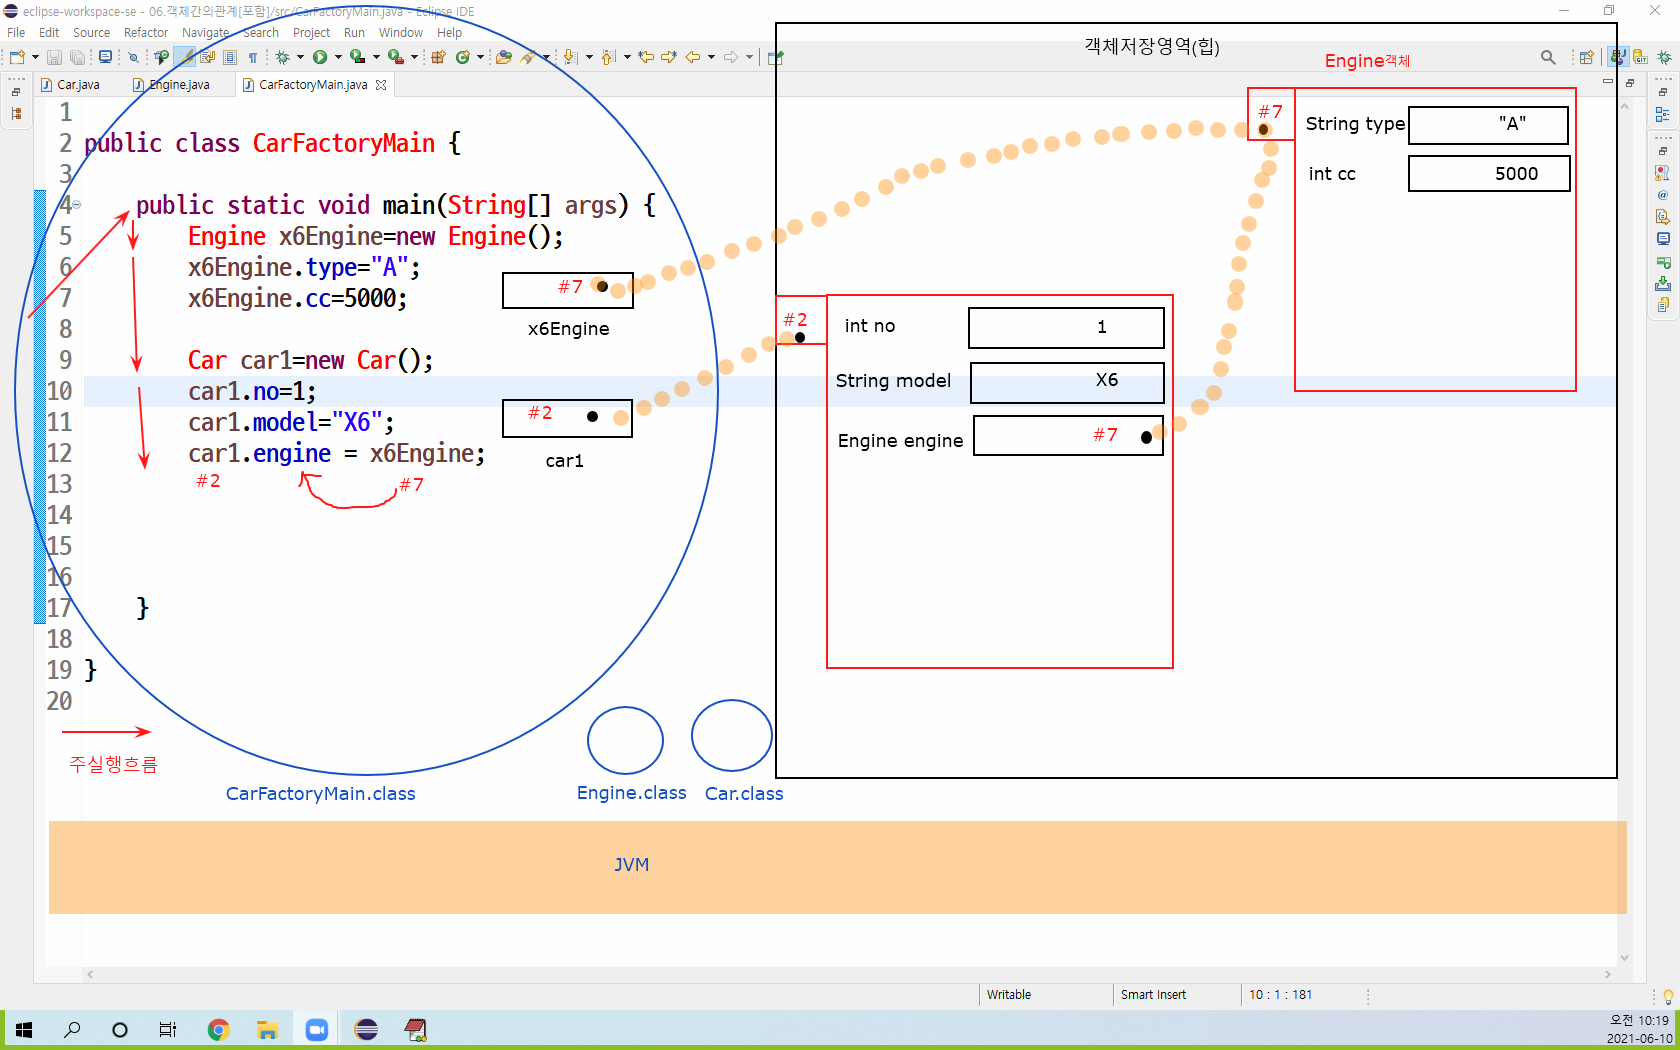 eclipse-workspace-se - 06.객체간의관계[포함]/src/CarFactoryMain.java - Eclipse IDE
File Edit Source Refactor Navigate Search Project Run Window Help
객체저장영역(힙)
Engine객체
Car.java Engine.java CarFactoryMain.java
1
2 public class CarFactoryMain {
3
4 public static void main(String[] args) {
5 Engine x6Engine=new Engine();
6 x6Engine.type="A";
7 x6Engine.cc=5000;
8
9 Car car1=new Car();
10 car1.no=1;
11 car1.model="X6";
12 car1.engine = x6Engine;
13
14
15
16
17 }
18
19 }
20
#7
x6Engine
#2
car1
#2
#7
#7
String type "A"
int cc 5000
#2
int no 1
String model X6
Engine engine #7
주실행흐름
CarFactoryMain.class
Engine.class
Car.class
JVM
Writable Smart Insert 10 : 1 : 181
오전 10:19
2021-06-10